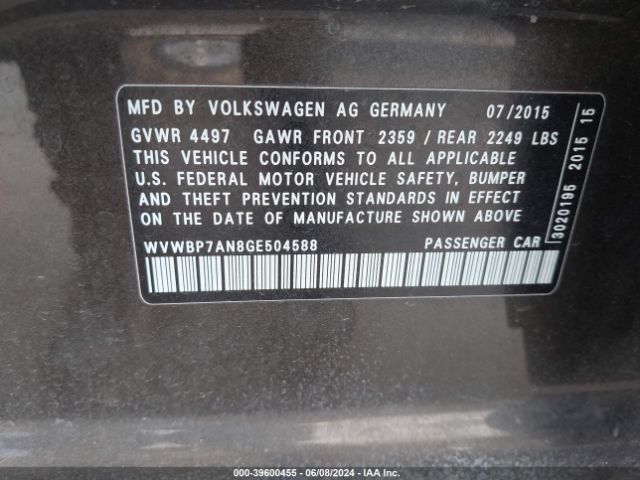 MFD BY VOLKSWAGEN AG GERMANY 07/2015
GVWR 4497 GAWR FRONT 2359 / REAR 2249 LBS
THIS VEHICLE CONFORMS TO ALL APPLICABLE
U.S. FEDERAL MOTOR VEHICLE SAFETY, BUMPER
AND THEFT PREVENTION STANDARDS IN EFFECT
ON THE DATE OF MANUFACTURE SHOWN ABOVE
WVWBP7AN8GE504588 PASSENGER CAR
3020195 2015 15
000-39600455 - 06/08/2024 - IAA Inc.